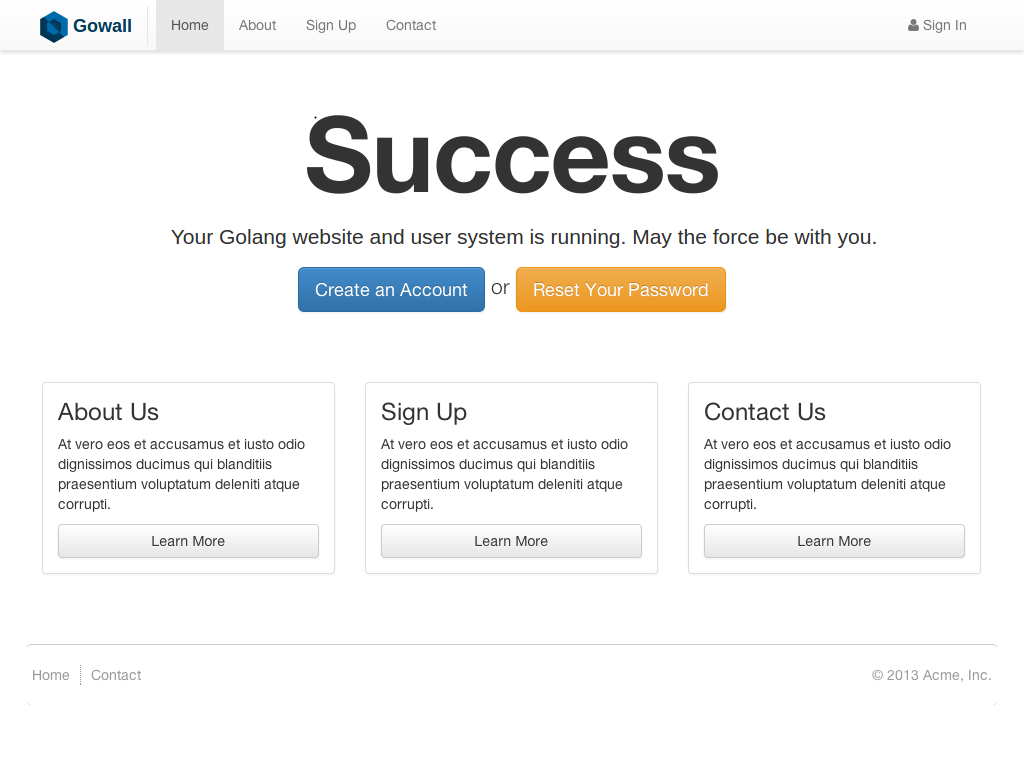 Gowall
Home
About
Sign Up
Contact
Sign In
Success
Your Golang website and user system is running. May the force be with you.
Create an Account or Reset Your Password
About Us
At vero eos et accusamus et iusto odio
dignissimos ducimus qui blanditiis
praesentium voluptatum deleniti atque
corrupti.
Learn More
Sign Up
At vero eos et accusamus et iusto odio
dignissimos ducimus qui blanditiis
praesentium voluptatum deleniti atque
corrupti.
Learn More
Contact Us
At vero eos et accusamus et iusto odio
dignissimos ducimus qui blanditiis
praesentium voluptatum deleniti atque
corrupti.
Learn More
Home
Contact
© 2013 Acme, Inc.